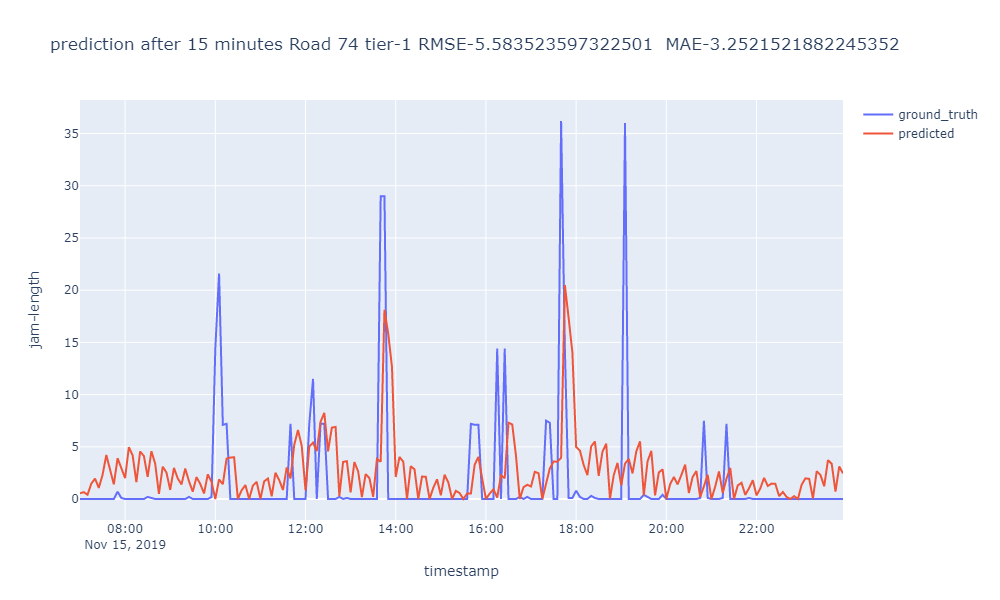 prediction after 15 minutes Road 74 tier-1 RMSE-5.583523597322501  MAE-3.2521521882245352
ground_truth
predicted
35
30
25
20
15
10
5
0
jam-length
08:00 10:00 12:00 14:00 16:00 18:00 20:00 22:00
Nov 15, 2019
timestamp